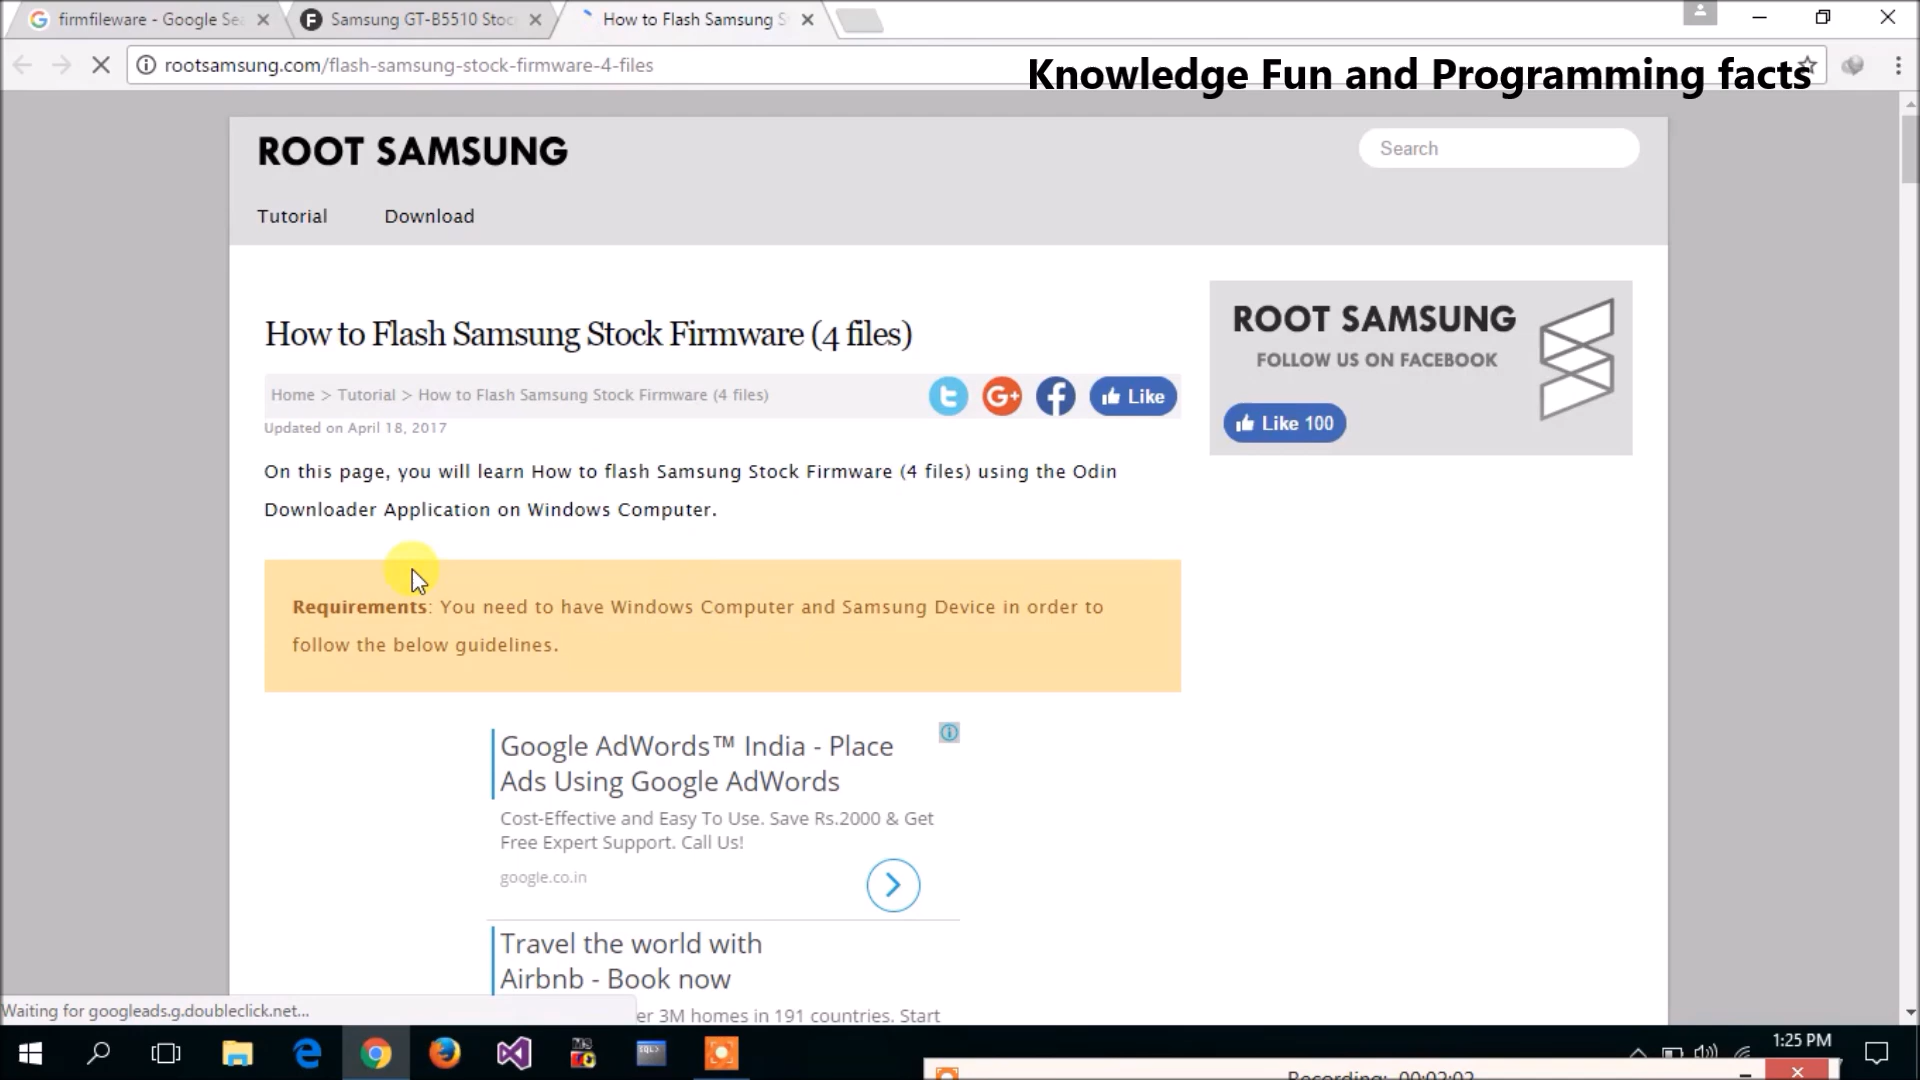 firmfileware - Google Sea
Samsung GT-B5510 Stoc
How to Flash Samsung S
rootsamsung.com/flash-samsung-stock-firmware-4-files
Knowledge Fun and Programming facts
ROOT SAMSUNG
Search
Tutorial
Download
How to Flash Samsung Stock Firmware (4 files)
Home > Tutorial > How to Flash Samsung Stock Firmware (4 files)
Like
Updated on April 18, 2017
On this page, you will learn How to flash Samsung Stock Firmware (4 files) using the Odin
Downloader Application on Windows Computer.
Requirements: You need to have Windows Computer and Samsung Device in order to
follow the below guidelines.
ROOT SAMSUNG
FOLLOW US ON FACEBOOK
Like 100
Google AdWords™ India - Place
Ads Using Google AdWords
Cost-Effective and Easy To Use. Save Rs.2000 & Get
Free Expert Support. Call Us!
google.co.in
Travel the world with
Airbnb - Book now
er 3M homes in 191 countries. Start
Waiting for googleads.g.doubleclick.net...
1:25 PM
Recording: 00:02:02